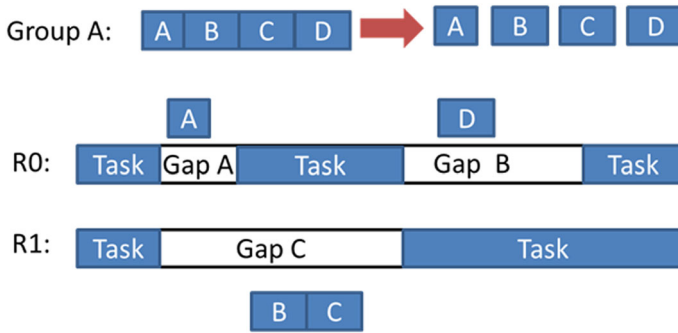 Group A: A B C D A B C D
A D
R0: Task Gap A Task Gap B Task
R1: Task Gap C Task
B C